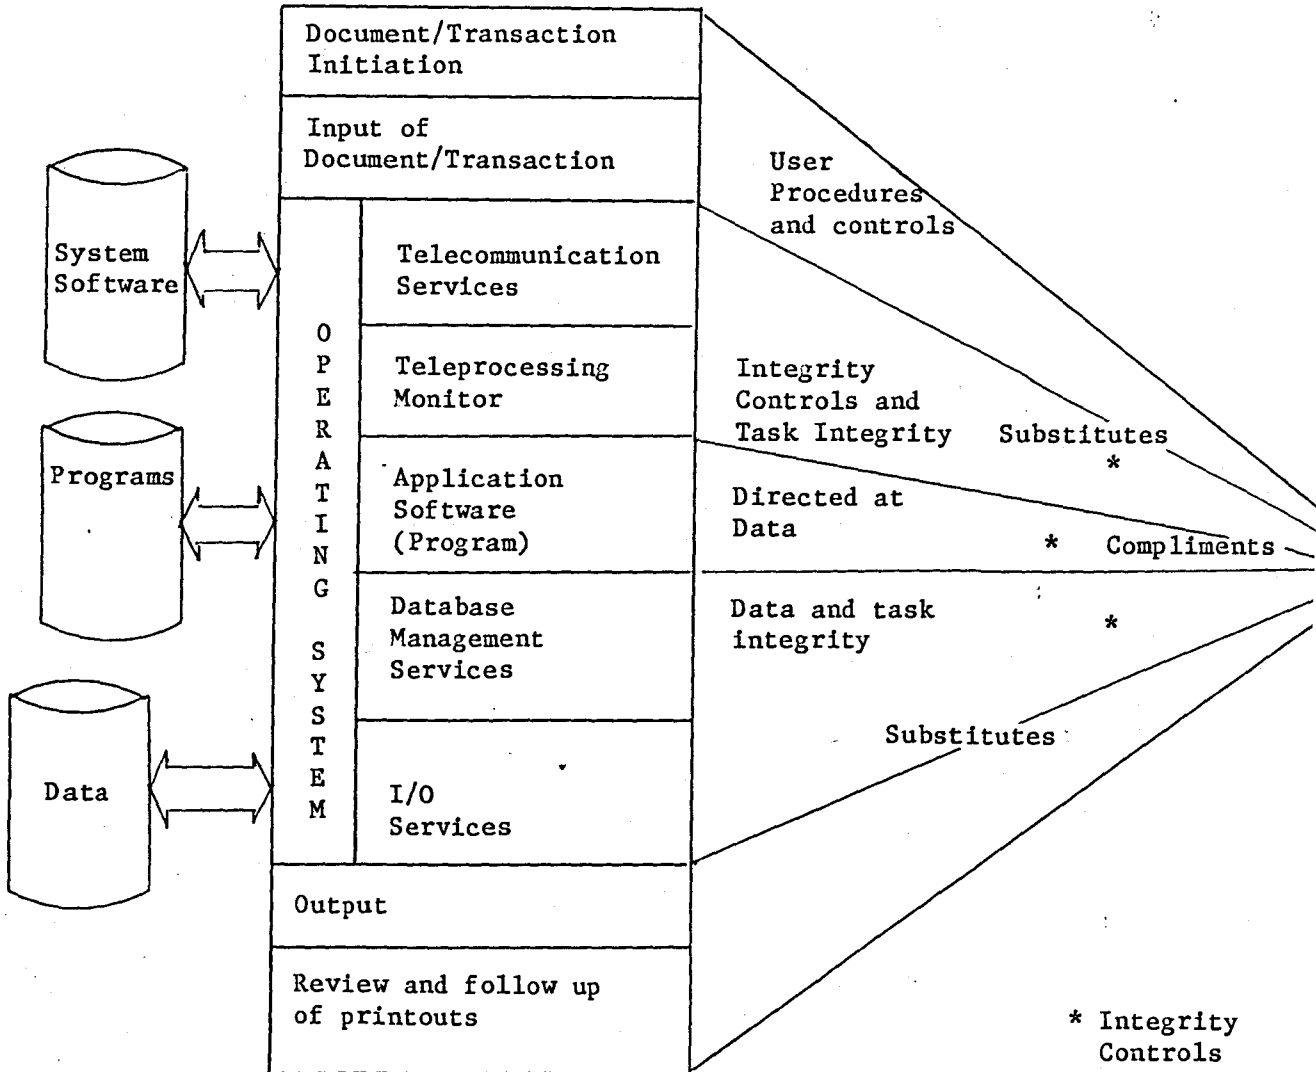 Document/Transaction
Initiation
Input of
Document/Transaction
System
Software
Programs
Data
OPERATING SYSTEM
Telecommunication
Services
Teleprocessing
Monitor
Application
Software
(Program)
Database
Management
Services
I/O
Services
Output
Review and follow up
of printouts
User
Procedures
and controls
Integrity
Controls and
Task Integrity
Substitutes
*
Directed at
Data
* Compliments
Data and task
integrity
*
Substitutes
* Integrity
Controls